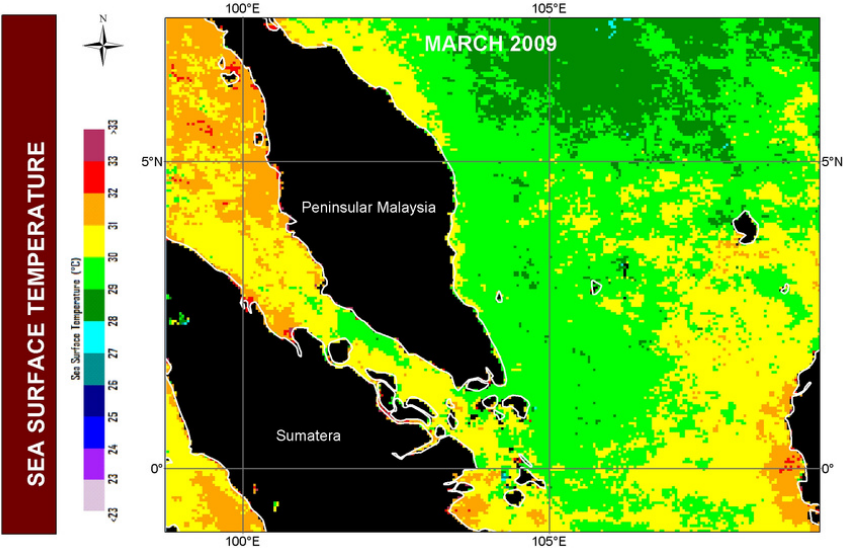 100°E
105°E
N
MARCH 2009
SEA SURFACE TEMPERATURE
Sea Surface Temperature (°C)
>33
33
32
31
30
29
28
27
26
25
24
23
<23
5°N
5°N
Peninsular Malaysia
Sumatera
0°
0°
100°E
105°E